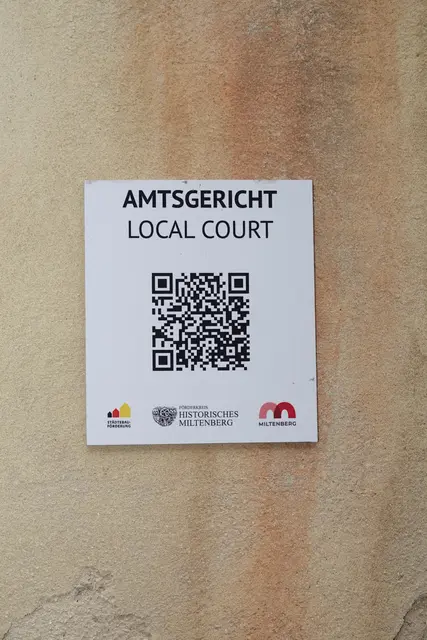 AMTSGERICHT
LOCAL COURT
STÄDTEBAU-
FÖRDERUNG
FÖRDERKREIS
HISTORISCHES
MILTENBERG
MILTENBERG